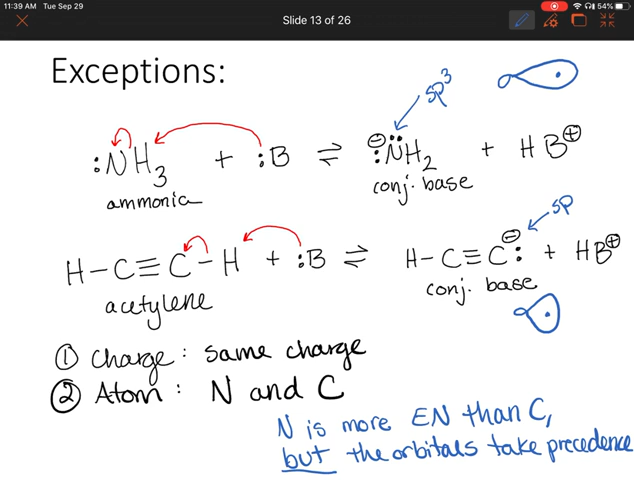 11:39 AM Tue Sep 29 54%
Slide 13 of 26
Exceptions:
sp³
:NH₃ + :B ⇌ ⊖:N̈H₂ + HB⊕
ammonia conj. base
sp
H-C≡C-H + :B ⇌ H-C≡C:⊖ + HB⊕
acetylene conj. base
① Charge: same charge
② Atom: N and C
N is more EN than C,
but the orbitals take precedence